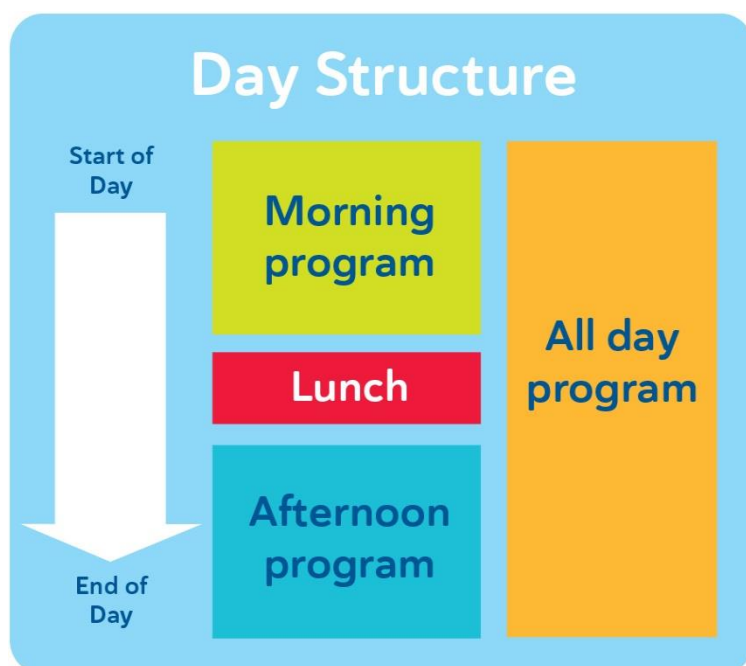 Day Structure
Start of
Day
Morning
program
Lunch
All day
program
Afternoon
program
End of
Day